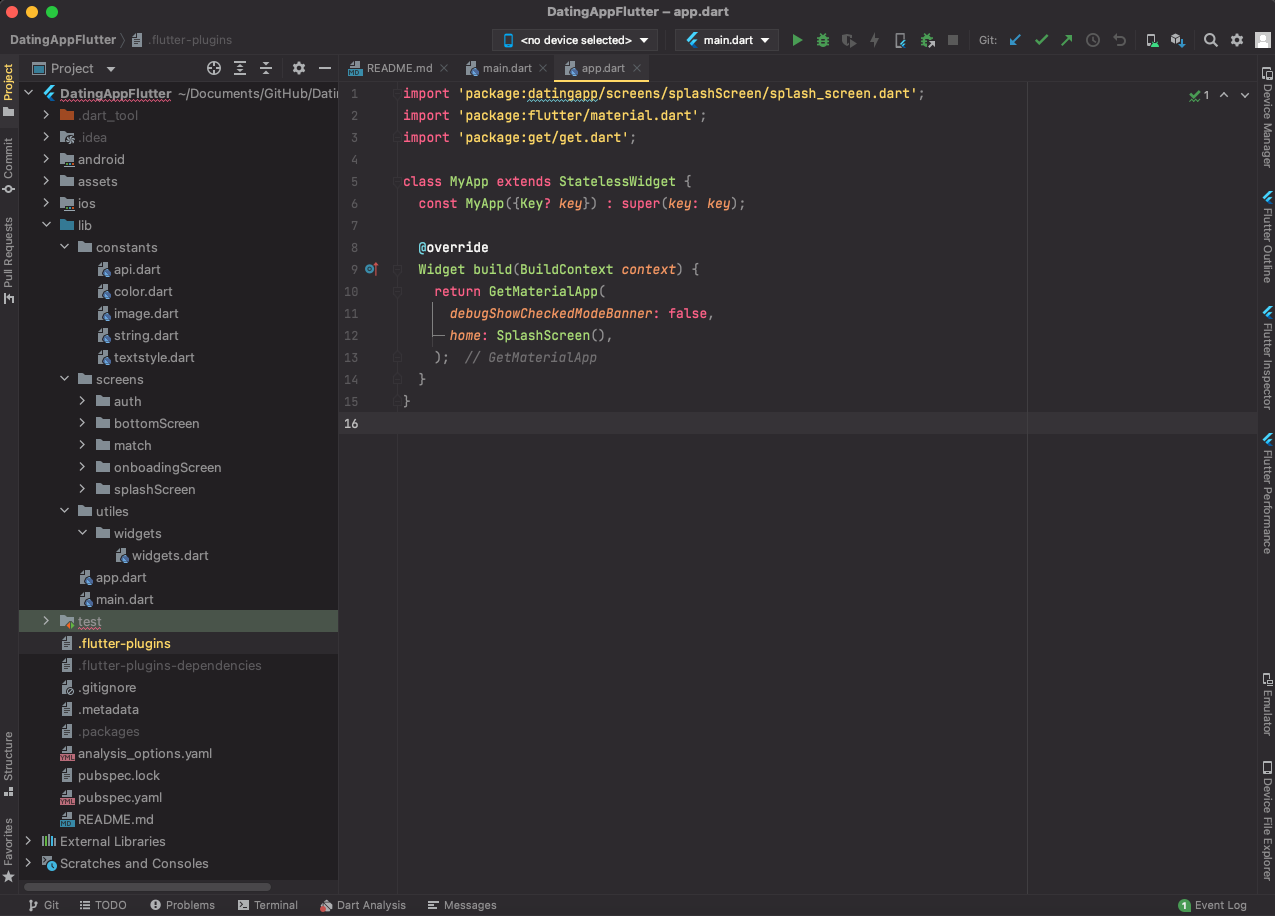 DatingAppFlutter – app.dart
DatingAppFlutter
.flutter-plugins
<no device selected>
main.dart
Git:
Project
README.md
main.dart
app.dart
Project
Commit
Pull Requests
Structure
Favorites
DatingAppFlutter ~/Documents/GitHub/Datin
.dart_tool
.idea
android
assets
ios
lib
constants
api.dart
color.dart
image.dart
string.dart
textstyle.dart
screens
auth
bottomScreen
match
onboadingScreen
splashScreen
utiles
widgets
widgets.dart
app.dart
main.dart
test
.flutter-plugins
.flutter-plugins-dependencies
.gitignore
.metadata
.packages
analysis_options.yaml
pubspec.lock
pubspec.yaml
README.md
External Libraries
Scratches and Consoles
1 import 'package:datingapp/screens/splashScreen/splash_screen.dart';
2 import 'package:flutter/material.dart';
3 import 'package:get/get.dart';
4
5 class MyApp extends StatelessWidget {
6 const MyApp({Key? key}) : super(key: key);
7
8 @override
9 Widget build(BuildContext context) {
10 return GetMaterialApp(
11 debugShowCheckedModeBanner: false,
12 home: SplashScreen(),
13 ); // GetMaterialApp
14 }
15 }
16
1
Device Manager
Flutter Outline
Flutter Inspector
Flutter Performance
Emulator
Device File Explorer
Git
TODO
Problems
Terminal
Dart Analysis
Messages
1 Event Log